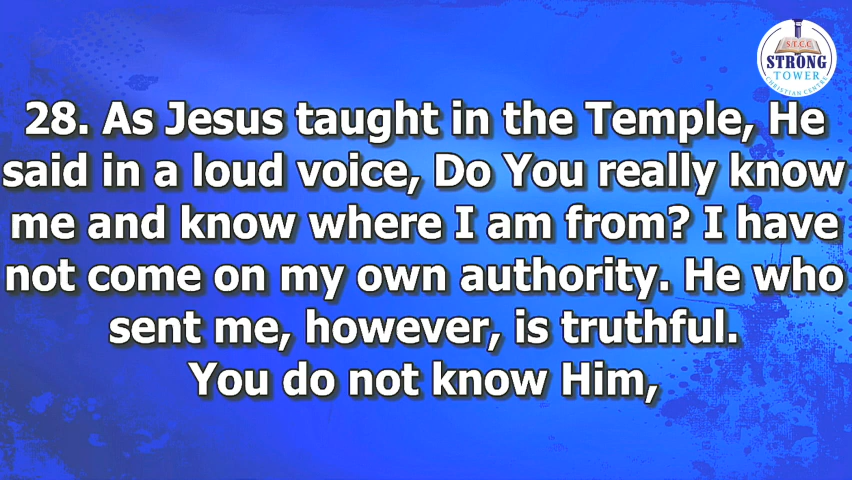 S.T.C.C
STRONG
TOWER
CHRISTIAN CENTRE
28. As Jesus taught in the Temple, He
said in a loud voice, Do You really know
me and know where I am from? I have
not come on my own authority. He who
sent me, however, is truthful.
You do not know Him,